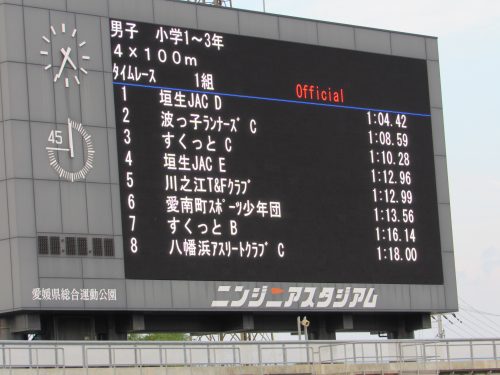 男子 小学1～3年
4×100m
タイムレース 1組
Official
1 垣生JAC D 1:04.42
2 波っ子ランナーズ C 1:08.59
3 すくっと C 1:10.28
4 垣生JAC E 1:12.96
5 川之江T&Fクラブ 1:12.99
6 愛南町スポーツ少年団 1:13.56
7 すくっと B 1:16.14
8 八幡浜アスリートクラブ C 1:18.00
45
愛媛県総合運動公園
ニンジニアスタジアム